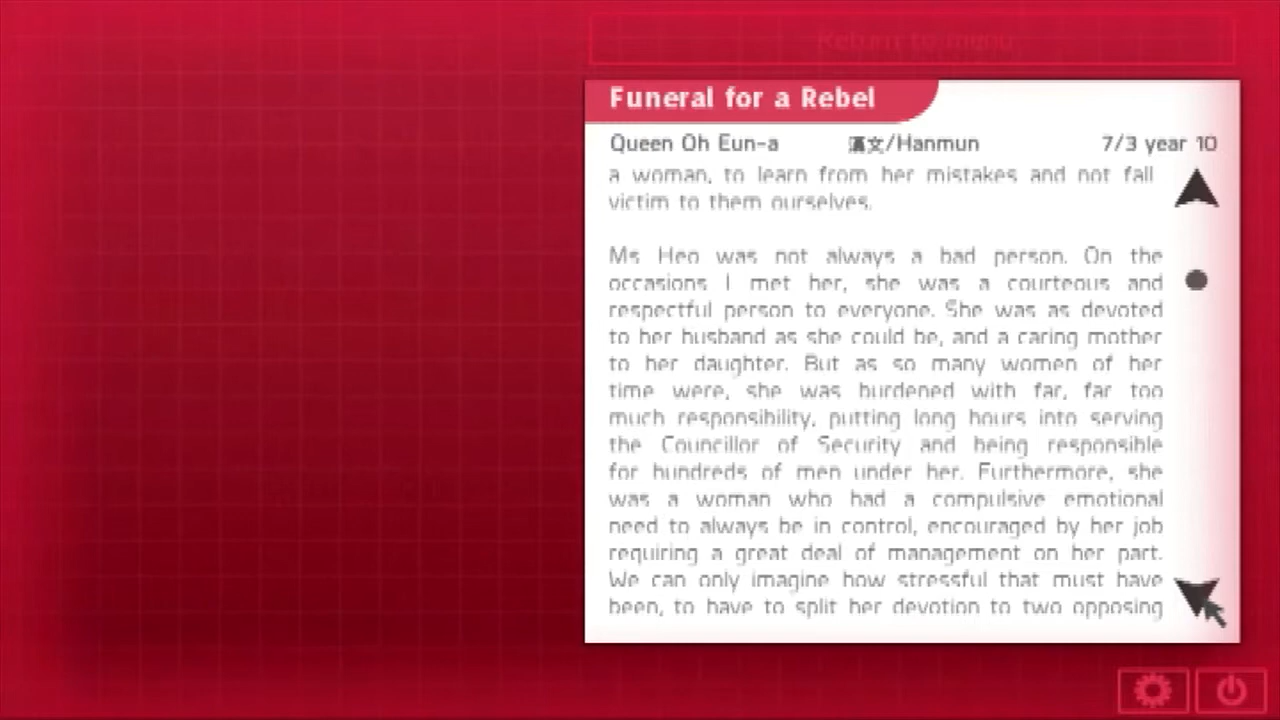 Return to menu
Funeral for a Rebel
Queen Oh Eun-a 漢文/Hanmun 7/3 year 10
a woman, to learn from her mistakes and not fall
victim to them ourselves.
Ms Heo was not always a bad person. On the
occasions I met her, she was a courteous and
respectful person to everyone. She was as devoted
to her husband as she could be, and a caring mother
to her daughter. But as so many women of her
time were, she was burdened with far, far too
much responsibility, putting long hours into serving
the Councillor of Security and being responsible
for hundreds of men under her. Furthermore, she
was a woman who had a compulsive emotional
need to always be in control, encouraged by her job
requiring a great deal of management on her part.
We can only imagine how stressful that must have
been, to have to split her devotion to two opposing